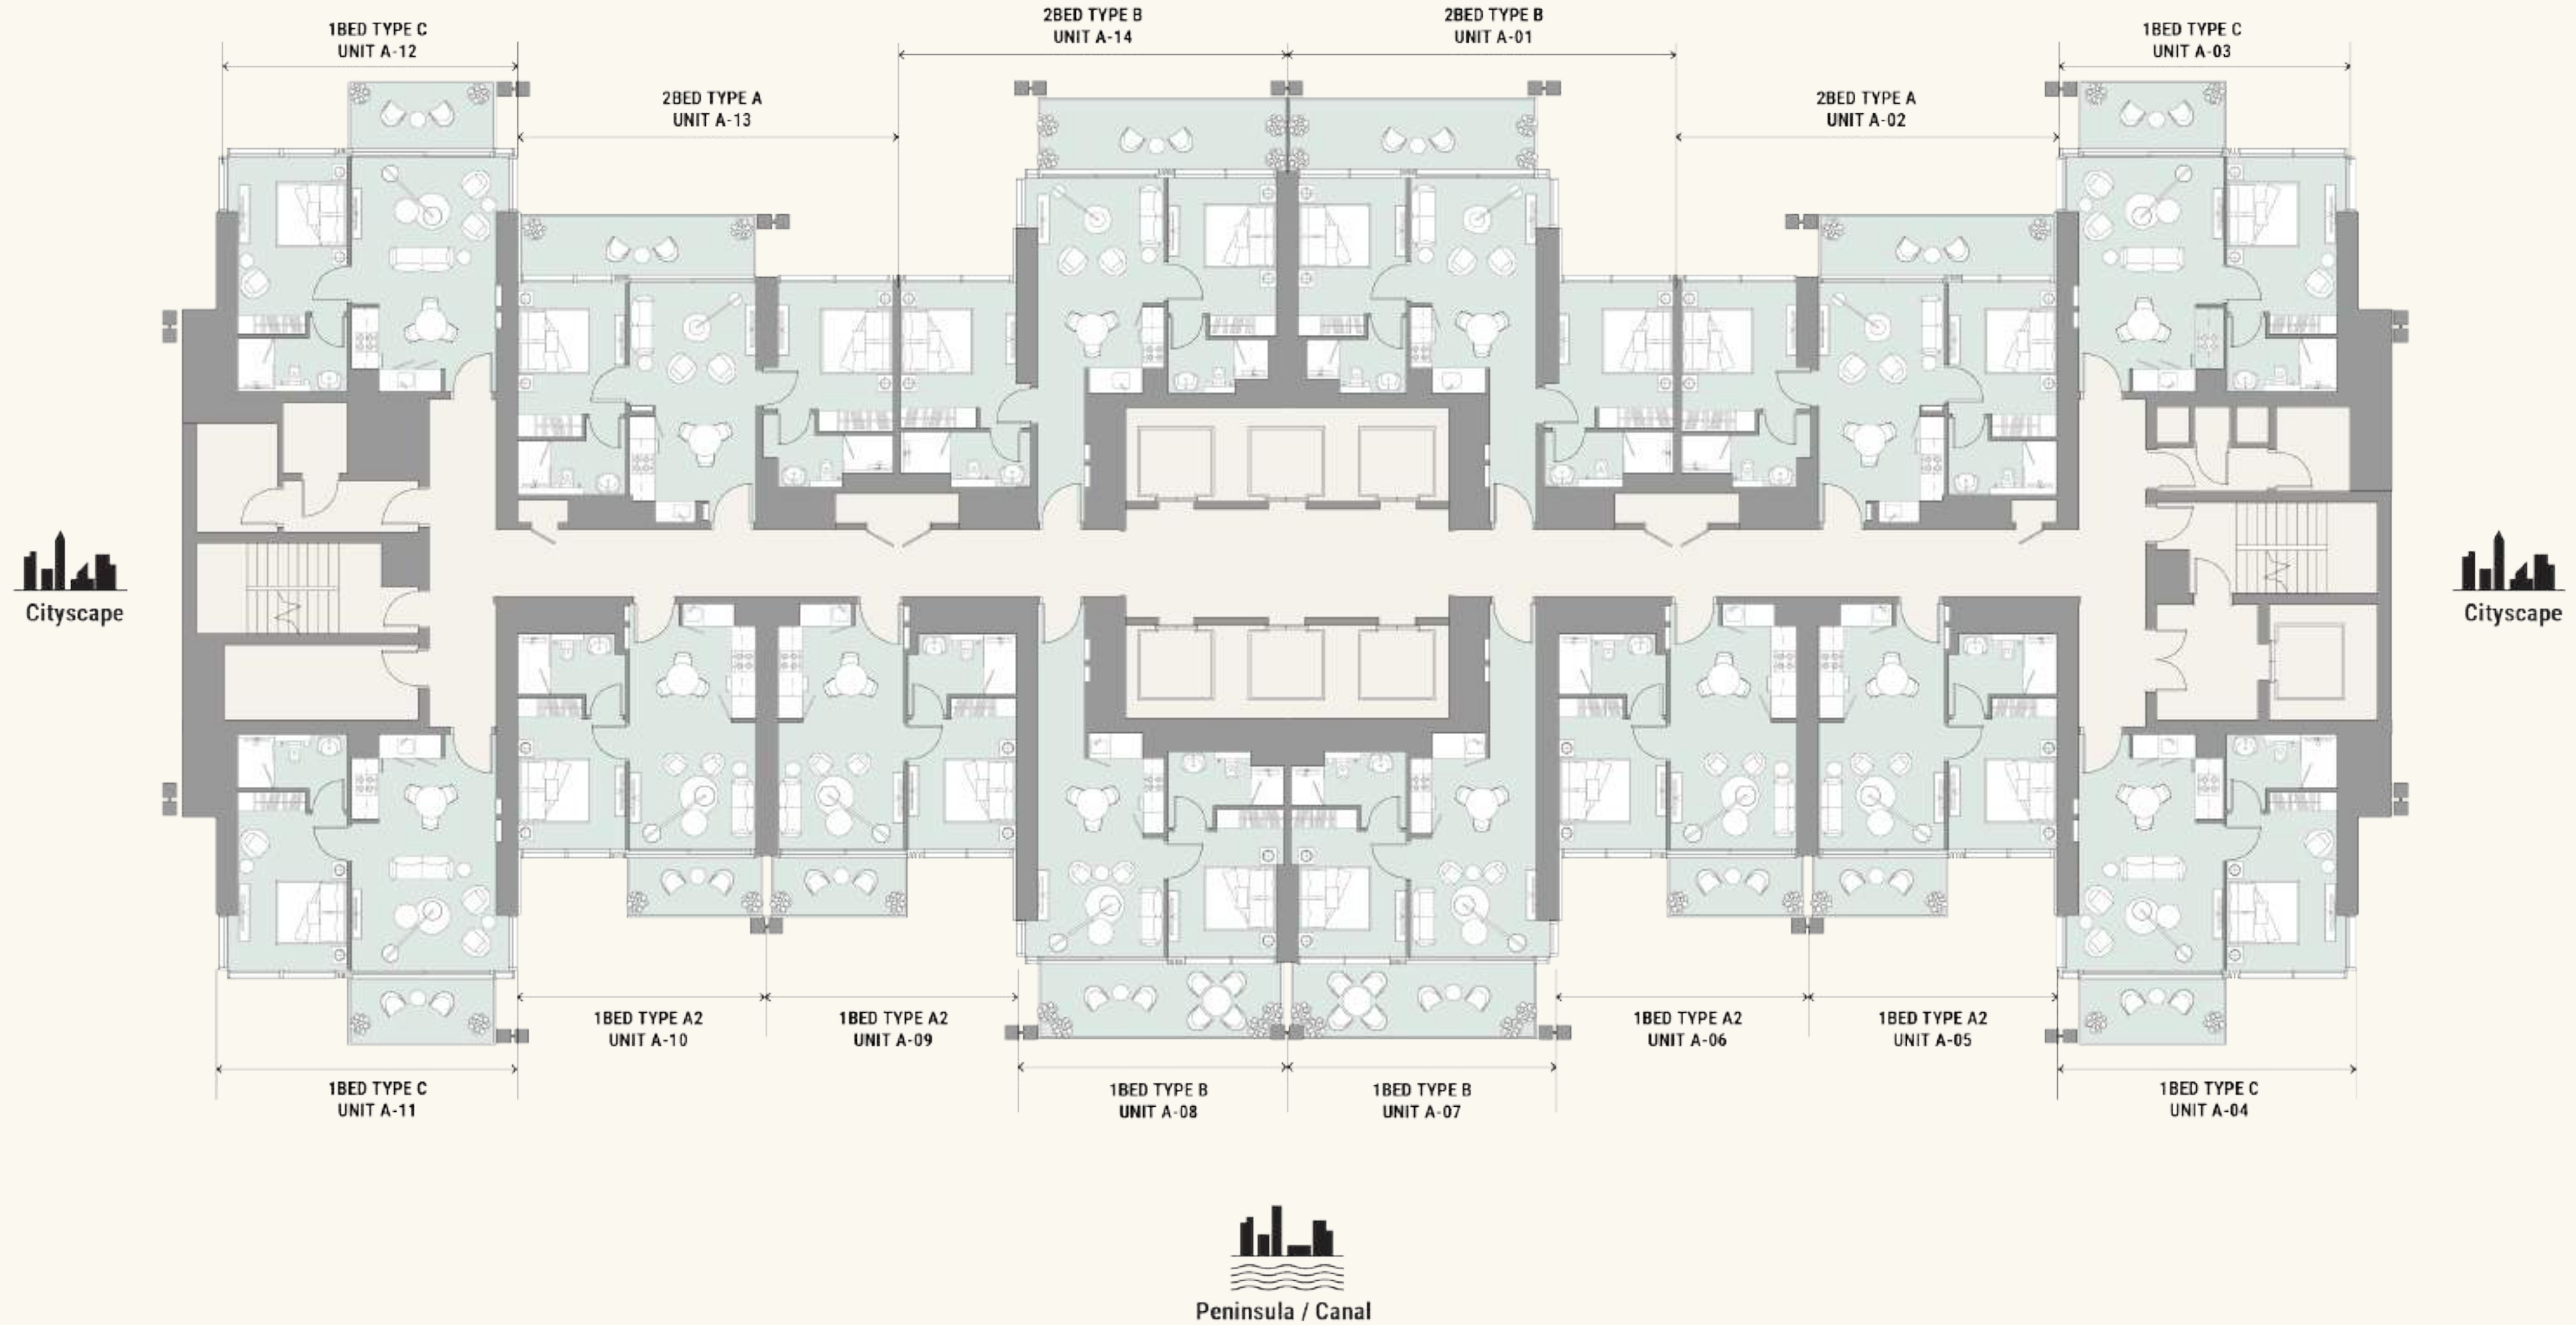 1BED TYPE C
UNIT A-12
2BED TYPE A
UNIT A-13
2BED TYPE B
UNIT A-14
2BED TYPE B
UNIT A-01
2BED TYPE A
UNIT A-02
1BED TYPE C
UNIT A-03
Cityscape
Cityscape
1BED TYPE C
UNIT A-11
1BED TYPE A2
UNIT A-10
1BED TYPE A2
UNIT A-09
1BED TYPE B
UNIT A-08
1BED TYPE B
UNIT A-07
1BED TYPE A2
UNIT A-06
1BED TYPE A2
UNIT A-05
1BED TYPE C
UNIT A-04
Peninsula / Canal